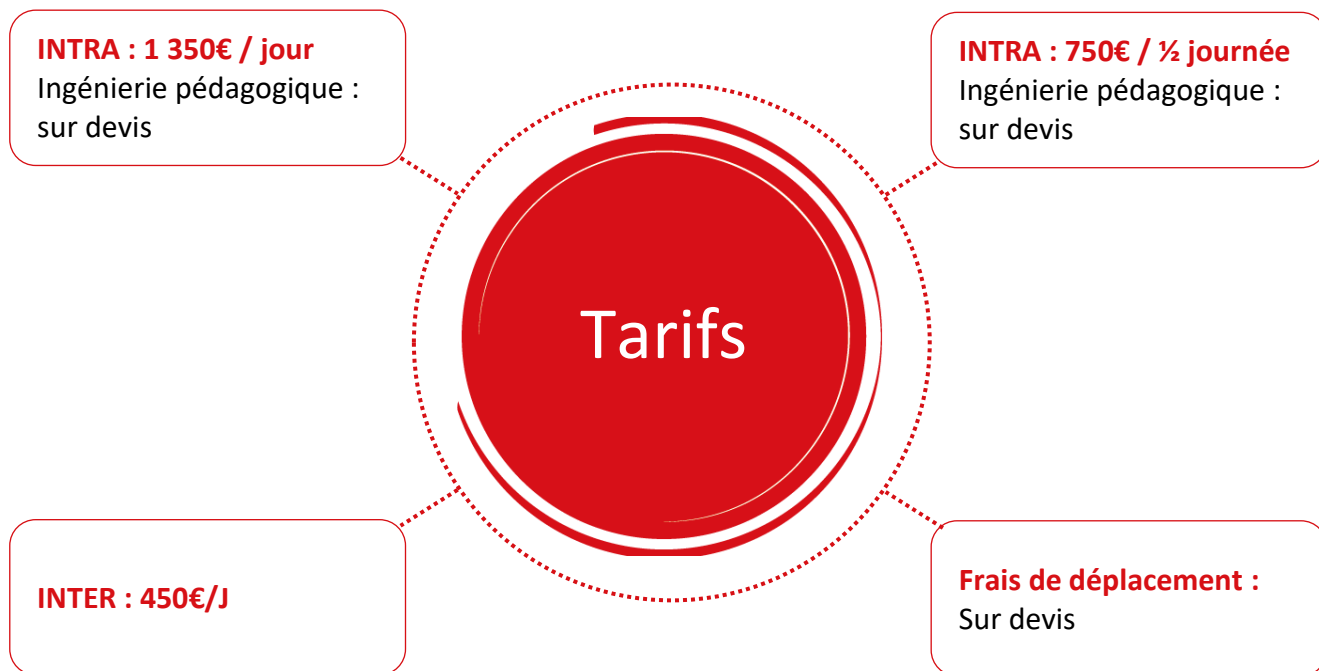 INTRA : 1 350€ / jour
Ingénierie pédagogique :
sur devis
INTRA : 750€ / ½ journée
Ingénierie pédagogique :
sur devis
Tarifs
INTER : 450€/J
Frais de déplacement :
Sur devis